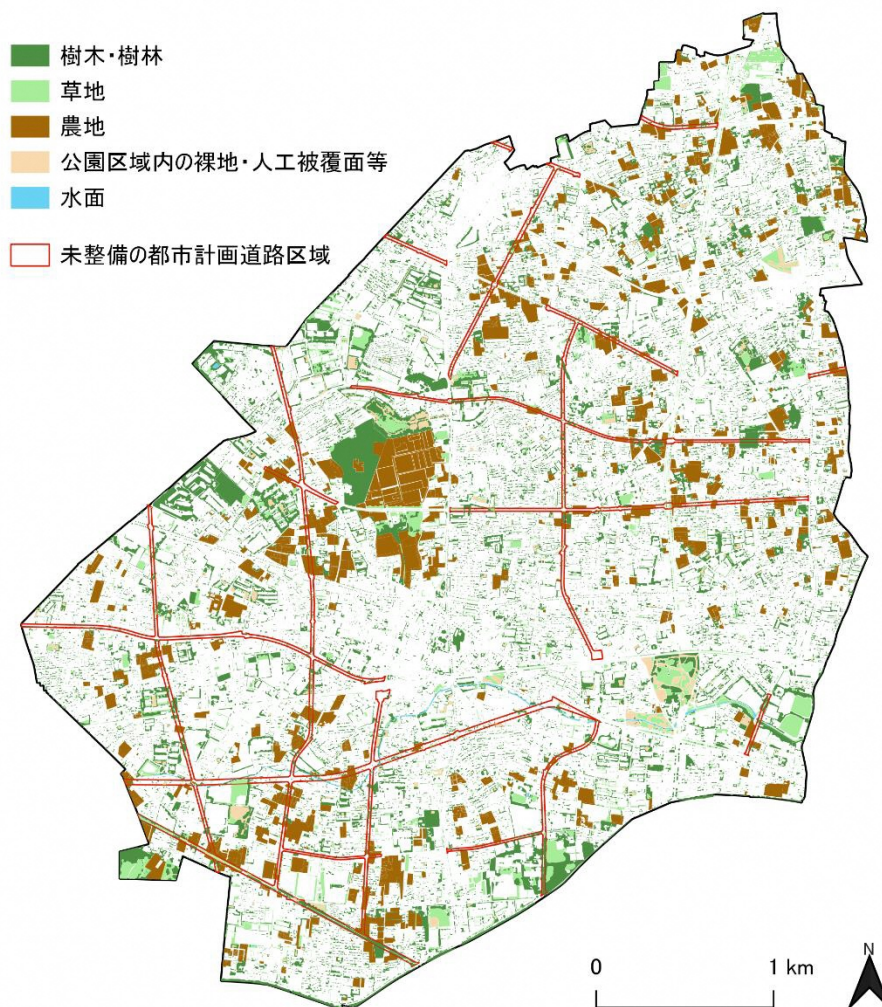 樹木・樹林
草地
農地
公園区域内の裸地・人工被覆面等
水面
未整備の都市計画道路区域
0 1 km
N